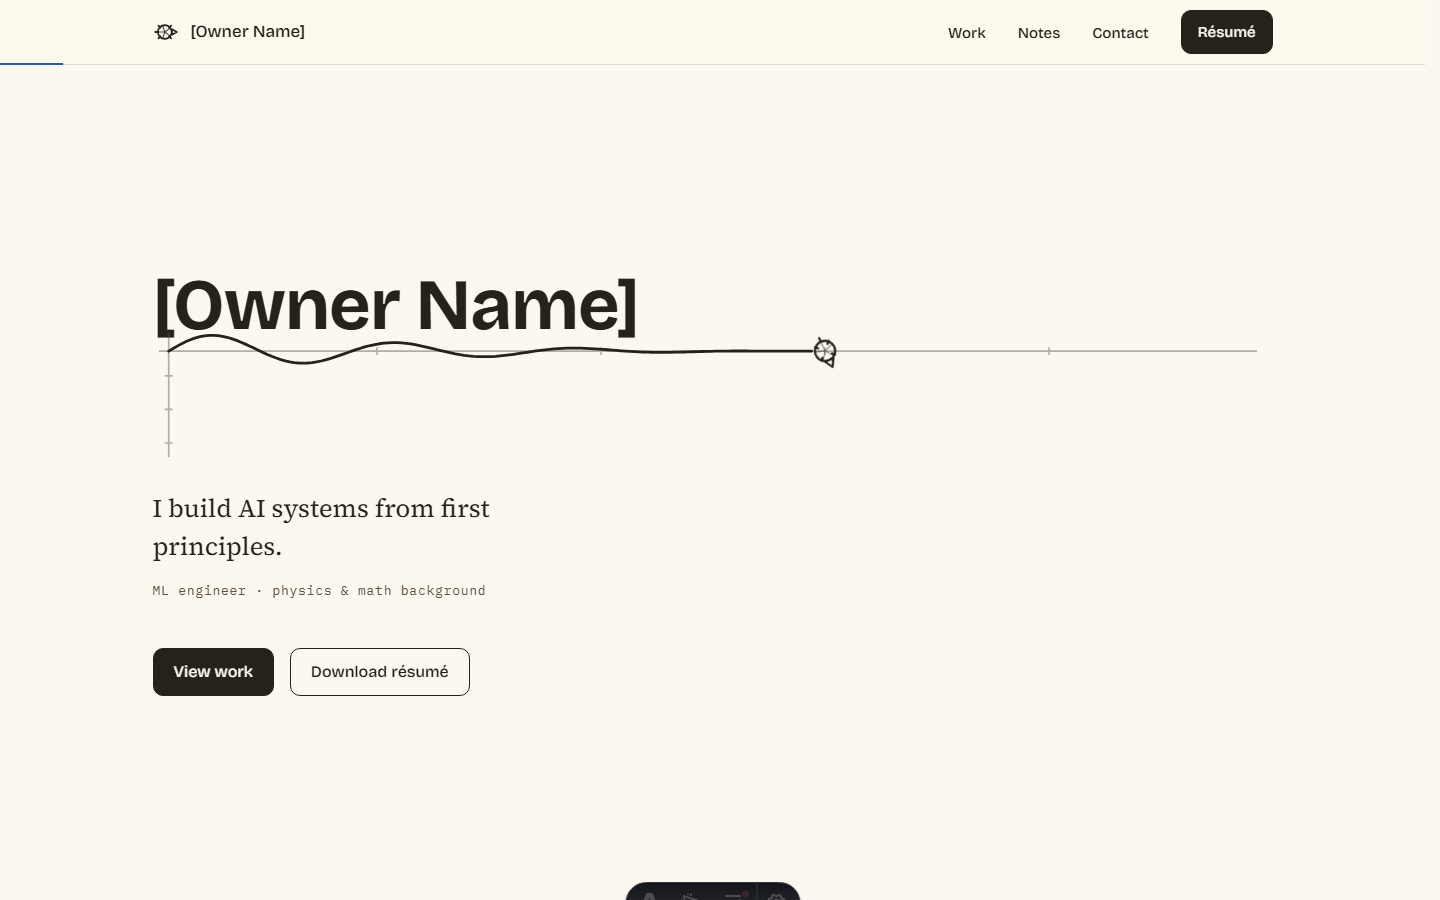 [Owner Name]
Work
Notes
Contact
Résumé
[Owner Name]
I build AI systems from first
principles.
ML engineer · physics & math background
View work
Download résumé